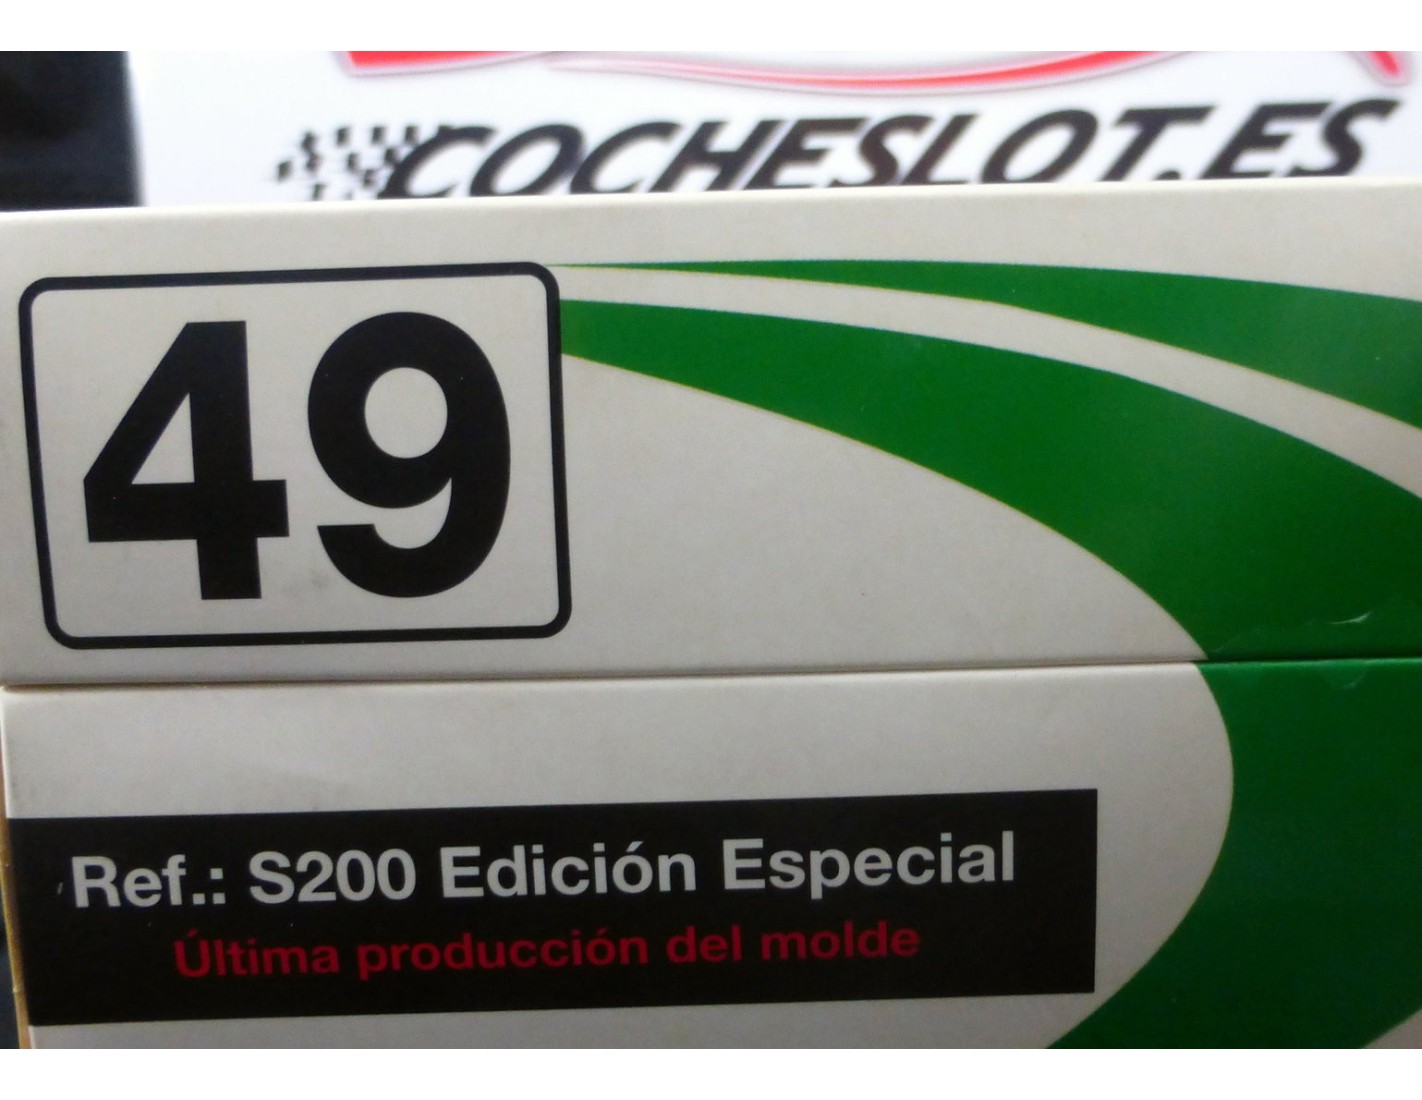 COCHESLOT.ES
49
Ref.: S200 Edición Especial
Última producción del molde